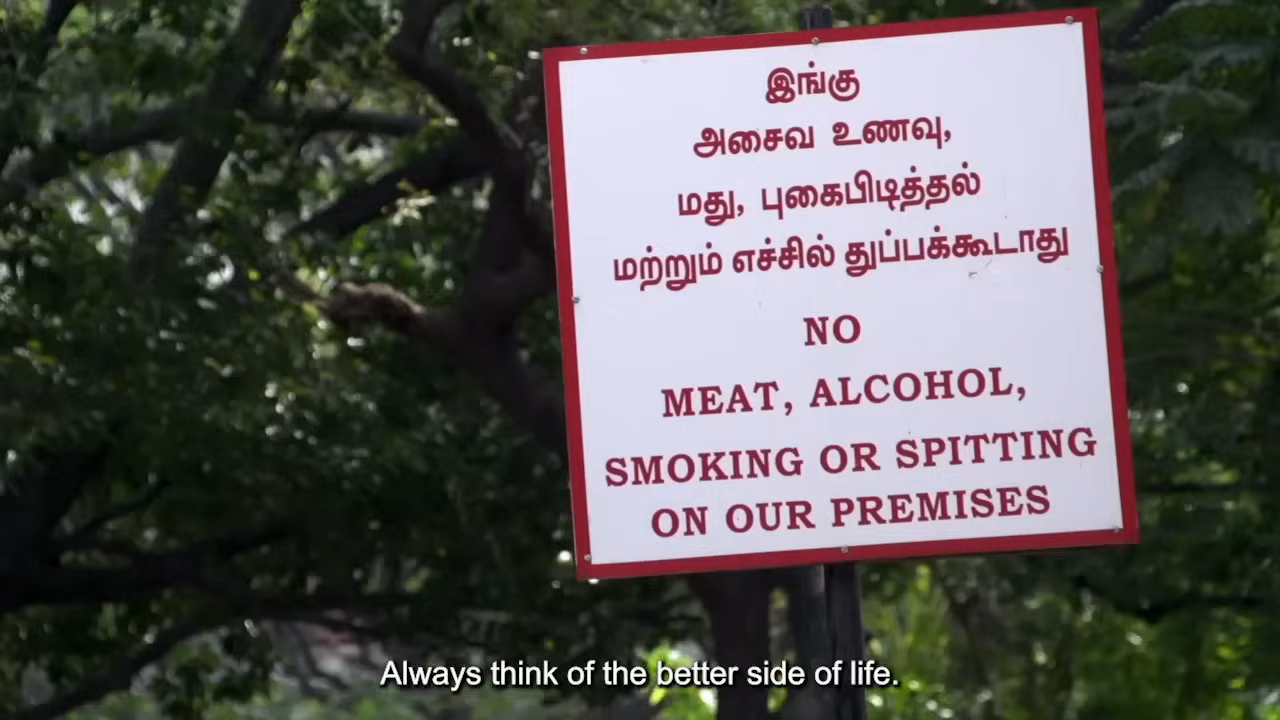 இங்கு
அசைவ உணவு,
மது, புகைபிடித்தல்
மற்றும் எச்சில் துப்பக்கூடாது
NO
MEAT, ALCOHOL,
SMOKING OR SPITTING
ON OUR PREMISES
Always think of the better side of life.